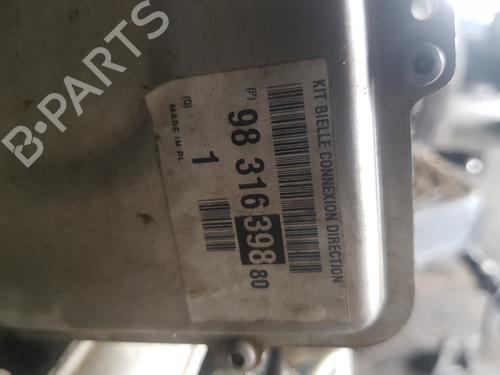 KIT BIELLE CONNEXION DIRECTION
(P) 98 316 398 80
(Q) 1
MADE IN PL
B-PARTS